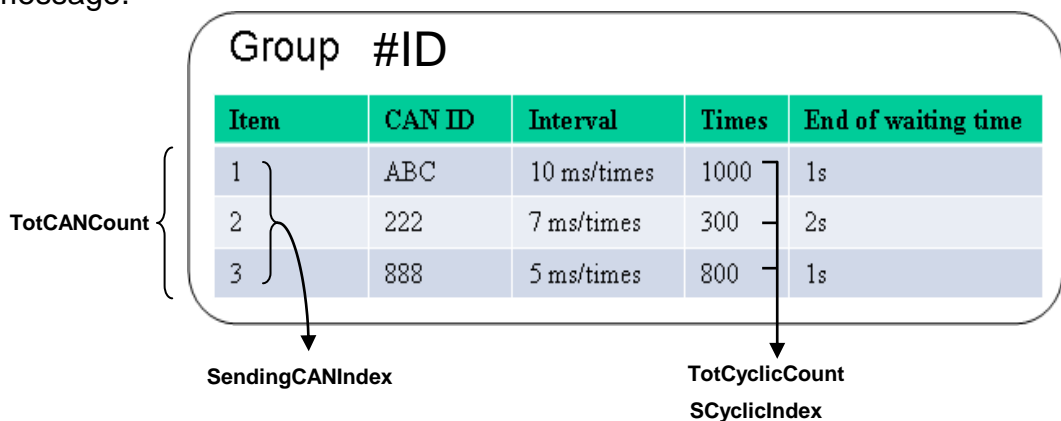 message.
Group #ID
Item CAN ID Interval Times End of waiting time
1 ABC 10 ms/times 1000 1s
TotCANCount
2 222 7 ms/times 300 2s
3 888 5 ms/times 800 1s
SendingCANIndex
TotCyclicCount
SCyclicIndex